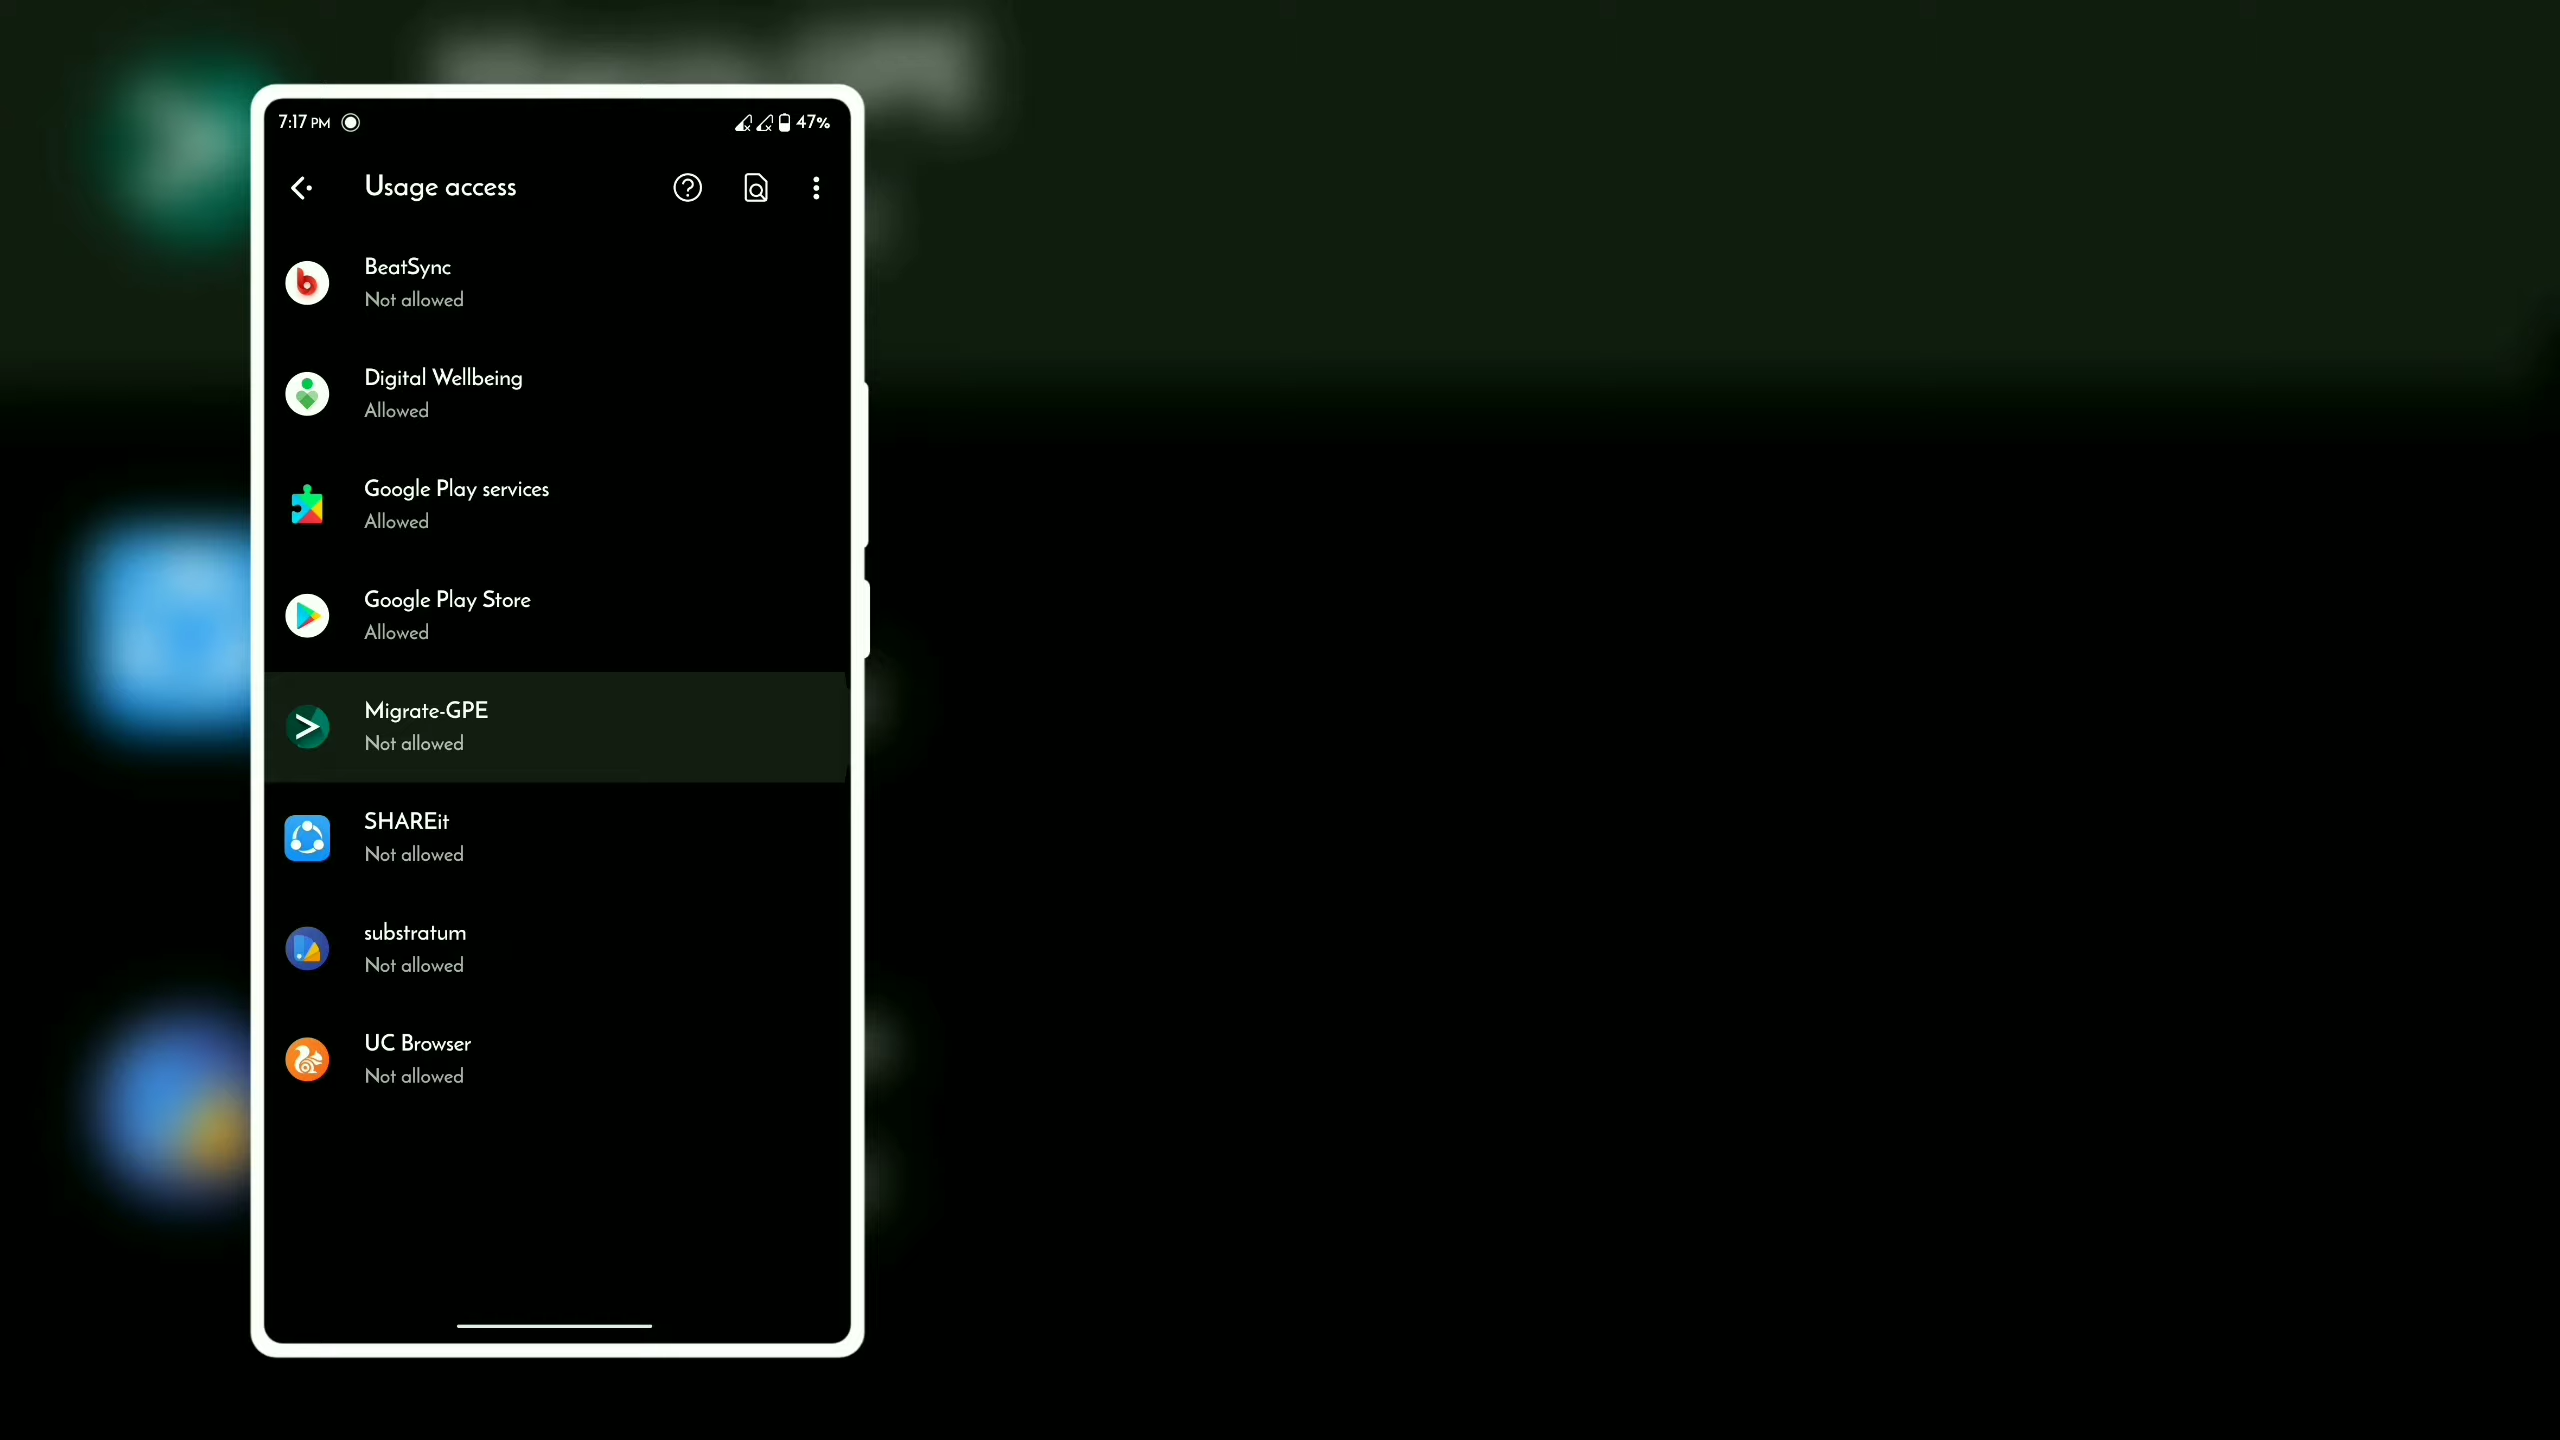 7:17 PM 47%
Usage access
BeatSync
Not allowed
Digital Wellbeing
Allowed
Google Play services
Allowed
Google Play Store
Allowed
Migrate-GPE
Not allowed
SHAREit
Not allowed
substratum
Not allowed
UC Browser
Not allowed